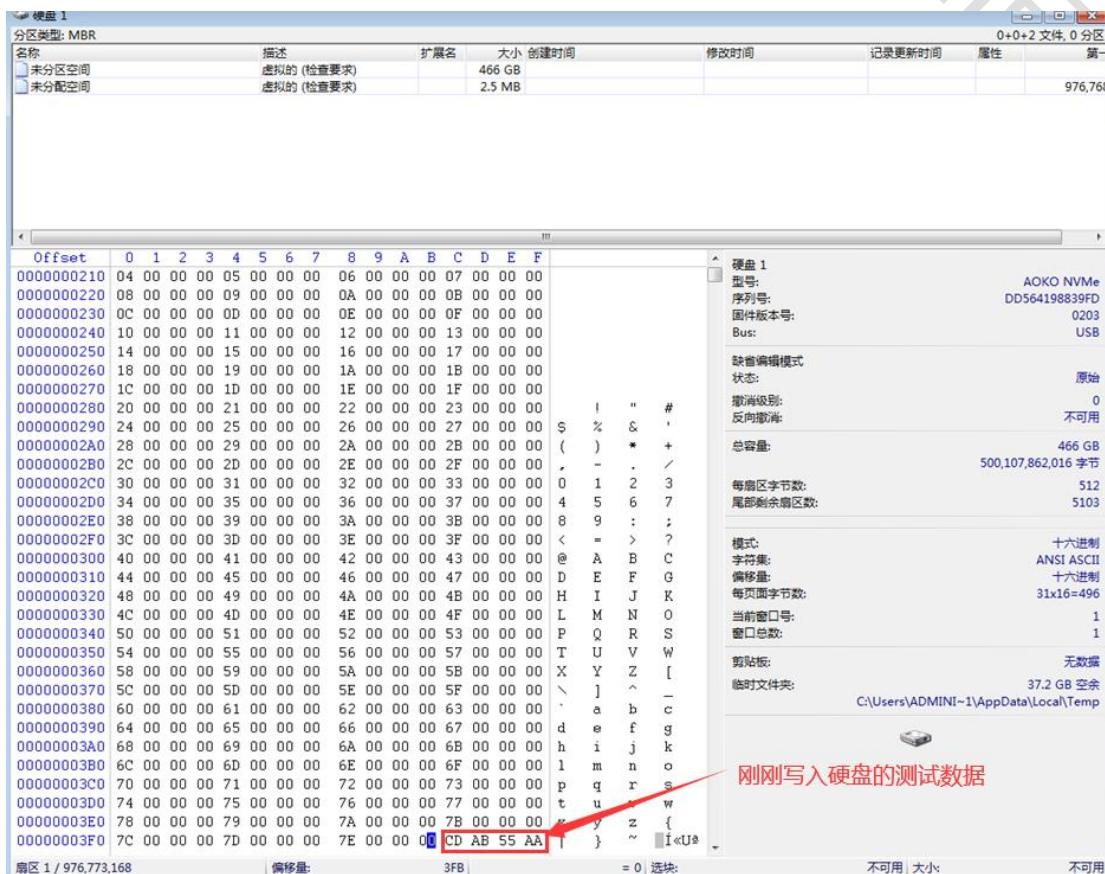 硬盘 1
分区类型: MBR 0+0+2 文件, 0 分区
名称 描述 扩展名 大小 创建时间 修改时间 记录更新时间 属性 第一
未分区空间 虚拟的 (检查要求) 466 GB
未分配空间 虚拟的 (检查要求) 2.5 MB 976,768
Offset 0 1 2 3 4 5 6 7 8 9 A B C D E F
0000000210 04 00 00 00 05 00 00 00 06 00 00 00 07 00 00 00
0000000220 08 00 00 00 09 00 00 00 0A 00 00 00 0B 00 00 00
0000000230 0C 00 00 00 0D 00 00 00 0E 00 00 00 0F 00 00 00
0000000240 10 00 00 00 11 00 00 00 12 00 00 00 13 00 00 00
0000000250 14 00 00 00 15 00 00 00 16 00 00 00 17 00 00 00
0000000260 18 00 00 00 19 00 00 00 1A 00 00 00 1B 00 00 00
0000000270 1C 00 00 00 1D 00 00 00 1E 00 00 00 1F 00 00 00
0000000280 20 00 00 00 21 00 00 00 22 00 00 00 23 00 00 00 ! " #
0000000290 24 00 00 00 25 00 00 00 26 00 00 00 27 00 00 00 $ % & '
00000002A0 28 00 00 00 29 00 00 00 2A 00 00 00 2B 00 00 00 ( ) * +
00000002B0 2C 00 00 00 2D 00 00 00 2E 00 00 00 2F 00 00 00 , - . /
00000002C0 30 00 00 00 31 00 00 00 32 00 00 00 33 00 00 00 0 1 2 3
00000002D0 34 00 00 00 35 00 00 00 36 00 00 00 37 00 00 00 4 5 6 7
00000002E0 38 00 00 00 39 00 00 00 3A 00 00 00 3B 00 00 00 8 9 : ;
00000002F0 3C 00 00 00 3D 00 00 00 3E 00 00 00 3F 00 00 00 < = > ?
0000000300 40 00 00 00 41 00 00 00 42 00 00 00 43 00 00 00 @ A B C
0000000310 44 00 00 00 45 00 00 00 46 00 00 00 47 00 00 00 D E F G
0000000320 48 00 00 00 49 00 00 00 4A 00 00 00 4B 00 00 00 H I J K
0000000330 4C 00 00 00 4D 00 00 00 4E 00 00 00 4F 00 00 00 L M N O
0000000340 50 00 00 00 51 00 00 00 52 00 00 00 53 00 00 00 P Q R S
0000000350 54 00 00 00 55 00 00 00 56 00 00 00 57 00 00 00 T U V W
0000000360 58 00 00 00 59 00 00 00 5A 00 00 00 5B 00 00 00 X Y Z [
0000000370 5C 00 00 00 5D 00 00 00 5E 00 00 00 5F 00 00 00 \ ] ^ _
0000000380 60 00 00 00 61 00 00 00 62 00 00 00 63 00 00 00 ` a b c
0000000390 64 00 00 00 65 00 00 00 66 00 00 00 67 00 00 00 d e f g
00000003A0 68 00 00 00 69 00 00 00 6A 00 00 00 6B 00 00 00 h i j k
00000003B0 6C 00 00 00 6D 00 00 00 6E 00 00 00 6F 00 00 00 l m n o
00000003C0 70 00 00 00 71 00 00 00 72 00 00 00 73 00 00 00 p q r s
00000003D0 74 00 00 00 75 00 00 00 76 00 00 00 77 00 00 00 t u w
00000003E0 78 00 00 00 79 00 00 00 7A 00 00 00 7B 00 00 00 y z {
00000003F0 7C 00 00 00 7D 00 00 00 7E 00 00 00 CD AB 55 AA | } ~ Í«Uª
硬盘 1
型号: AOKO NVMe
序列号: DD564198839FD
固件版本号: 0203
Bus: USB
缺省编辑模式
状态: 原始
撤消级别: 0
反向撤消: 不可用
总容量: 466 GB
500,107,862,016 字节
每扇区字节数: 512
尾部剩余扇区数: 5103
模式: 十六进制
字符集: ANSI ASCII
偏移量: 十六进制
每页面字节数: 31x16=496
当前窗口号: 1
窗口总数: 1
剪贴板: 无数据
临时文件夹: 37.2 GB 空余
C:\Users\ADMINI~1\AppData\Local\Temp
刚刚写入硬盘的测试数据
扇区 1 / 976,773,168 偏移量: 3FB = 0 选块: 不可用 大小: 不可用